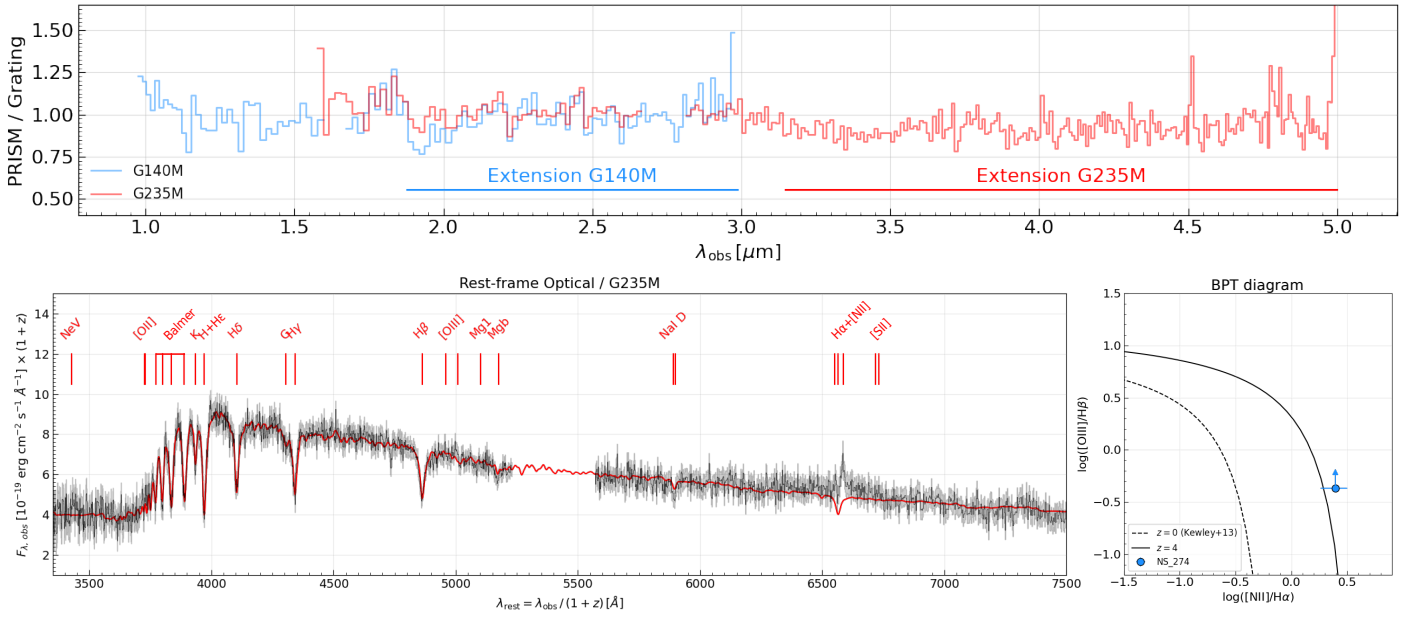 PRISM / Grating
1.50
1.25
1.00
0.75
0.50
G140M
G235M
Extension G140M
Extension G235M
1.0 1.5 2.0 2.5 3.0 3.5 4.0 4.5 5.0
λobs [μm]
Rest-frame Optical / G235M
Fλ, obs [10⁻¹⁹ erg cm⁻² s⁻¹ Å⁻¹] × (1 + z)
14
12
10
8
6
4
2
NeV [OII] Balmer K H+Hε Hδ G Hγ Hβ [OIII] Mg1 Mgb NaI D Hα+[NII] [SII]
3500 4000 4500 5000 5500 6000 6500 7000 7500
λrest = λobs / (1 + z) [Å]
BPT diagram
log([OIII]/Hβ)
1.5
1.0
0.5
0.0
−0.5
−1.0
z = 0 (Kewley+13)
z = 4
NS_274
−1.5 −1.0 −0.5 0.0 0.5
log([NII]/Hα)